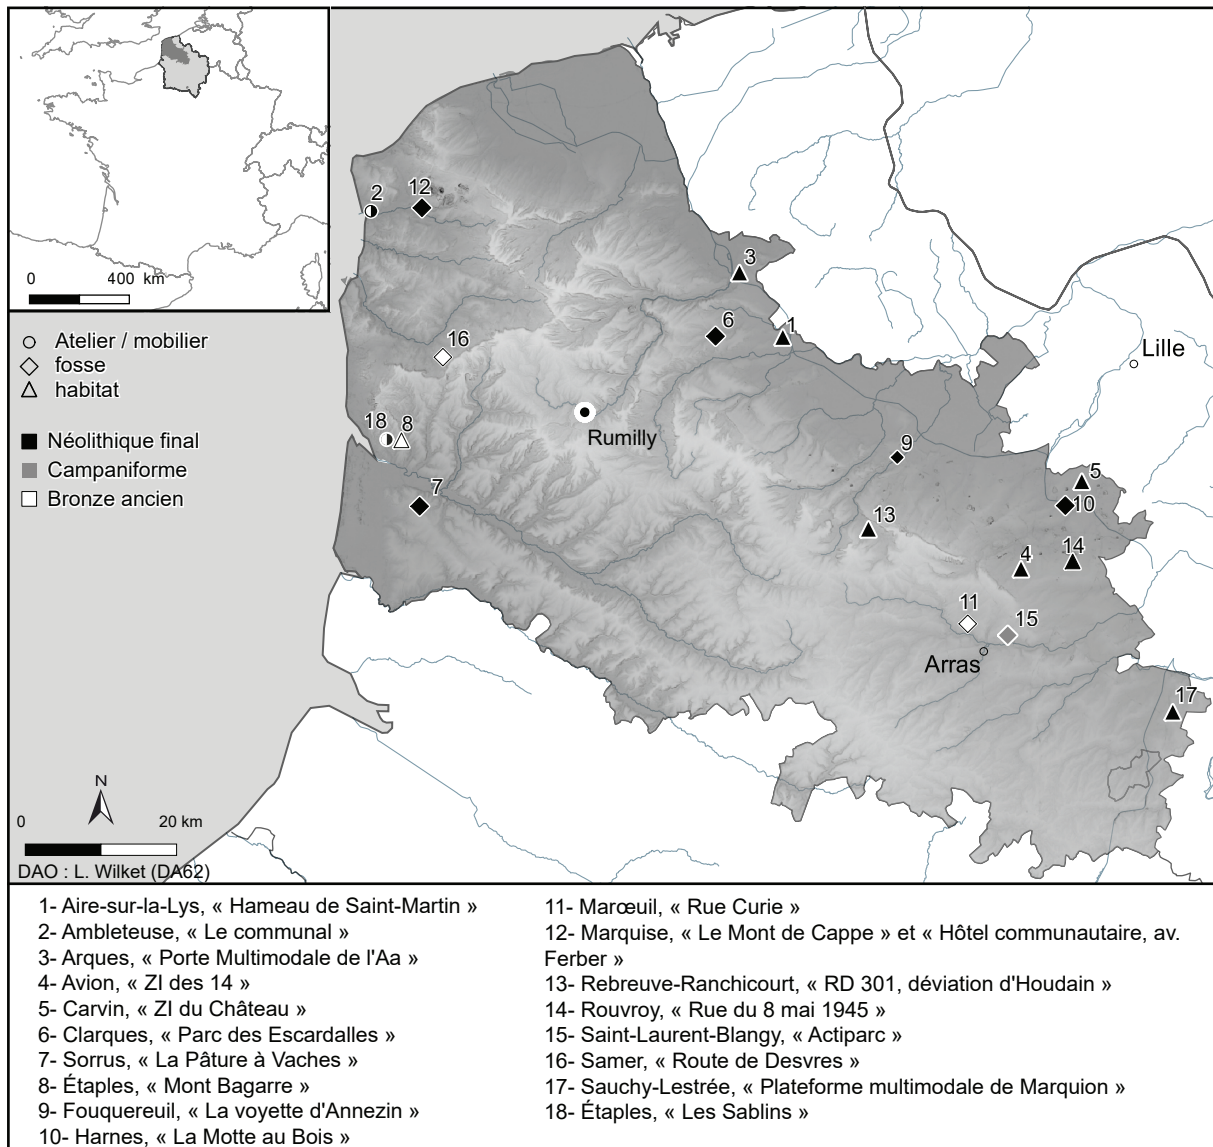 0 400 km
Atelier / mobilier
fosse
habitat
Néolithique final
Campaniforme
Bronze ancien
2
12
3
6
1
16
Lille
Rumilly
18
8
9
7
5
10
13
4
14
11
15
Arras
17
N
0 20 km
DAO : L. Wilket (DA62)
1- Aire-sur-la-Lys, « Hameau de Saint-Martin »
2- Ambleteuse, « Le communal »
3- Arques, « Porte Multimodale de l'Aa »
4- Avion, « ZI des 14 »
5- Carvin, « ZI du Château »
6- Clarques, « Parc des Escardalles »
7- Sorrus, « La Pâture à Vaches »
8- Étaples, « Mont Bagarre »
9- Fouquereuil, « La voyette d'Annezin »
10- Harnes, « La Motte au Bois »
11- Marœuil, « Rue Curie »
12- Marquise, « Le Mont de Cappe » et « Hôtel communautaire, av.
Ferber »
13- Rebreuve-Ranchicourt, « RD 301, déviation d'Houdain »
14- Rouvroy, « Rue du 8 mai 1945 »
15- Saint-Laurent-Blangy, « Actiparc »
16- Samer, « Route de Desvres »
17- Sauchy-Lestrée, « Plateforme multimodale de Marquion »
18- Étaples, « Les Sablins »